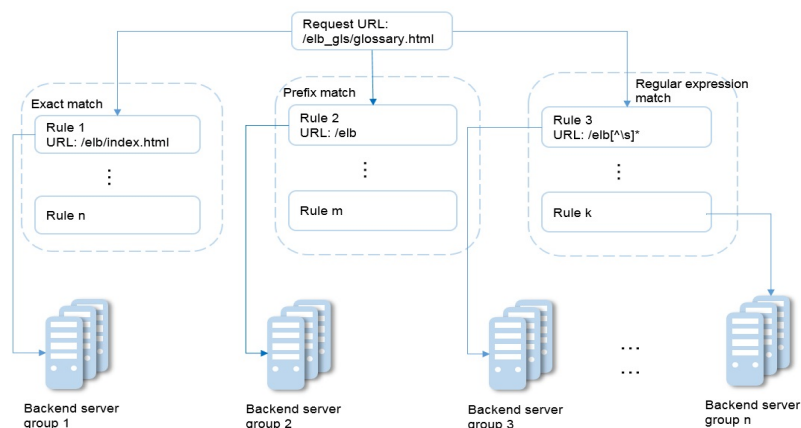 Request URL:
/elb_gls/glossary.html
Exact match
Rule 1
URL: /elb/index.html
⋮
Rule n
Prefix match
Rule 2
URL: /elb
⋮
Rule m
Regular expression
match
Rule 3
URL: /elb[^\s]*
⋮
Rule k
...
...
Backend server
group 1
Backend server
group 2
Backend server
group 3
Backend server
group n